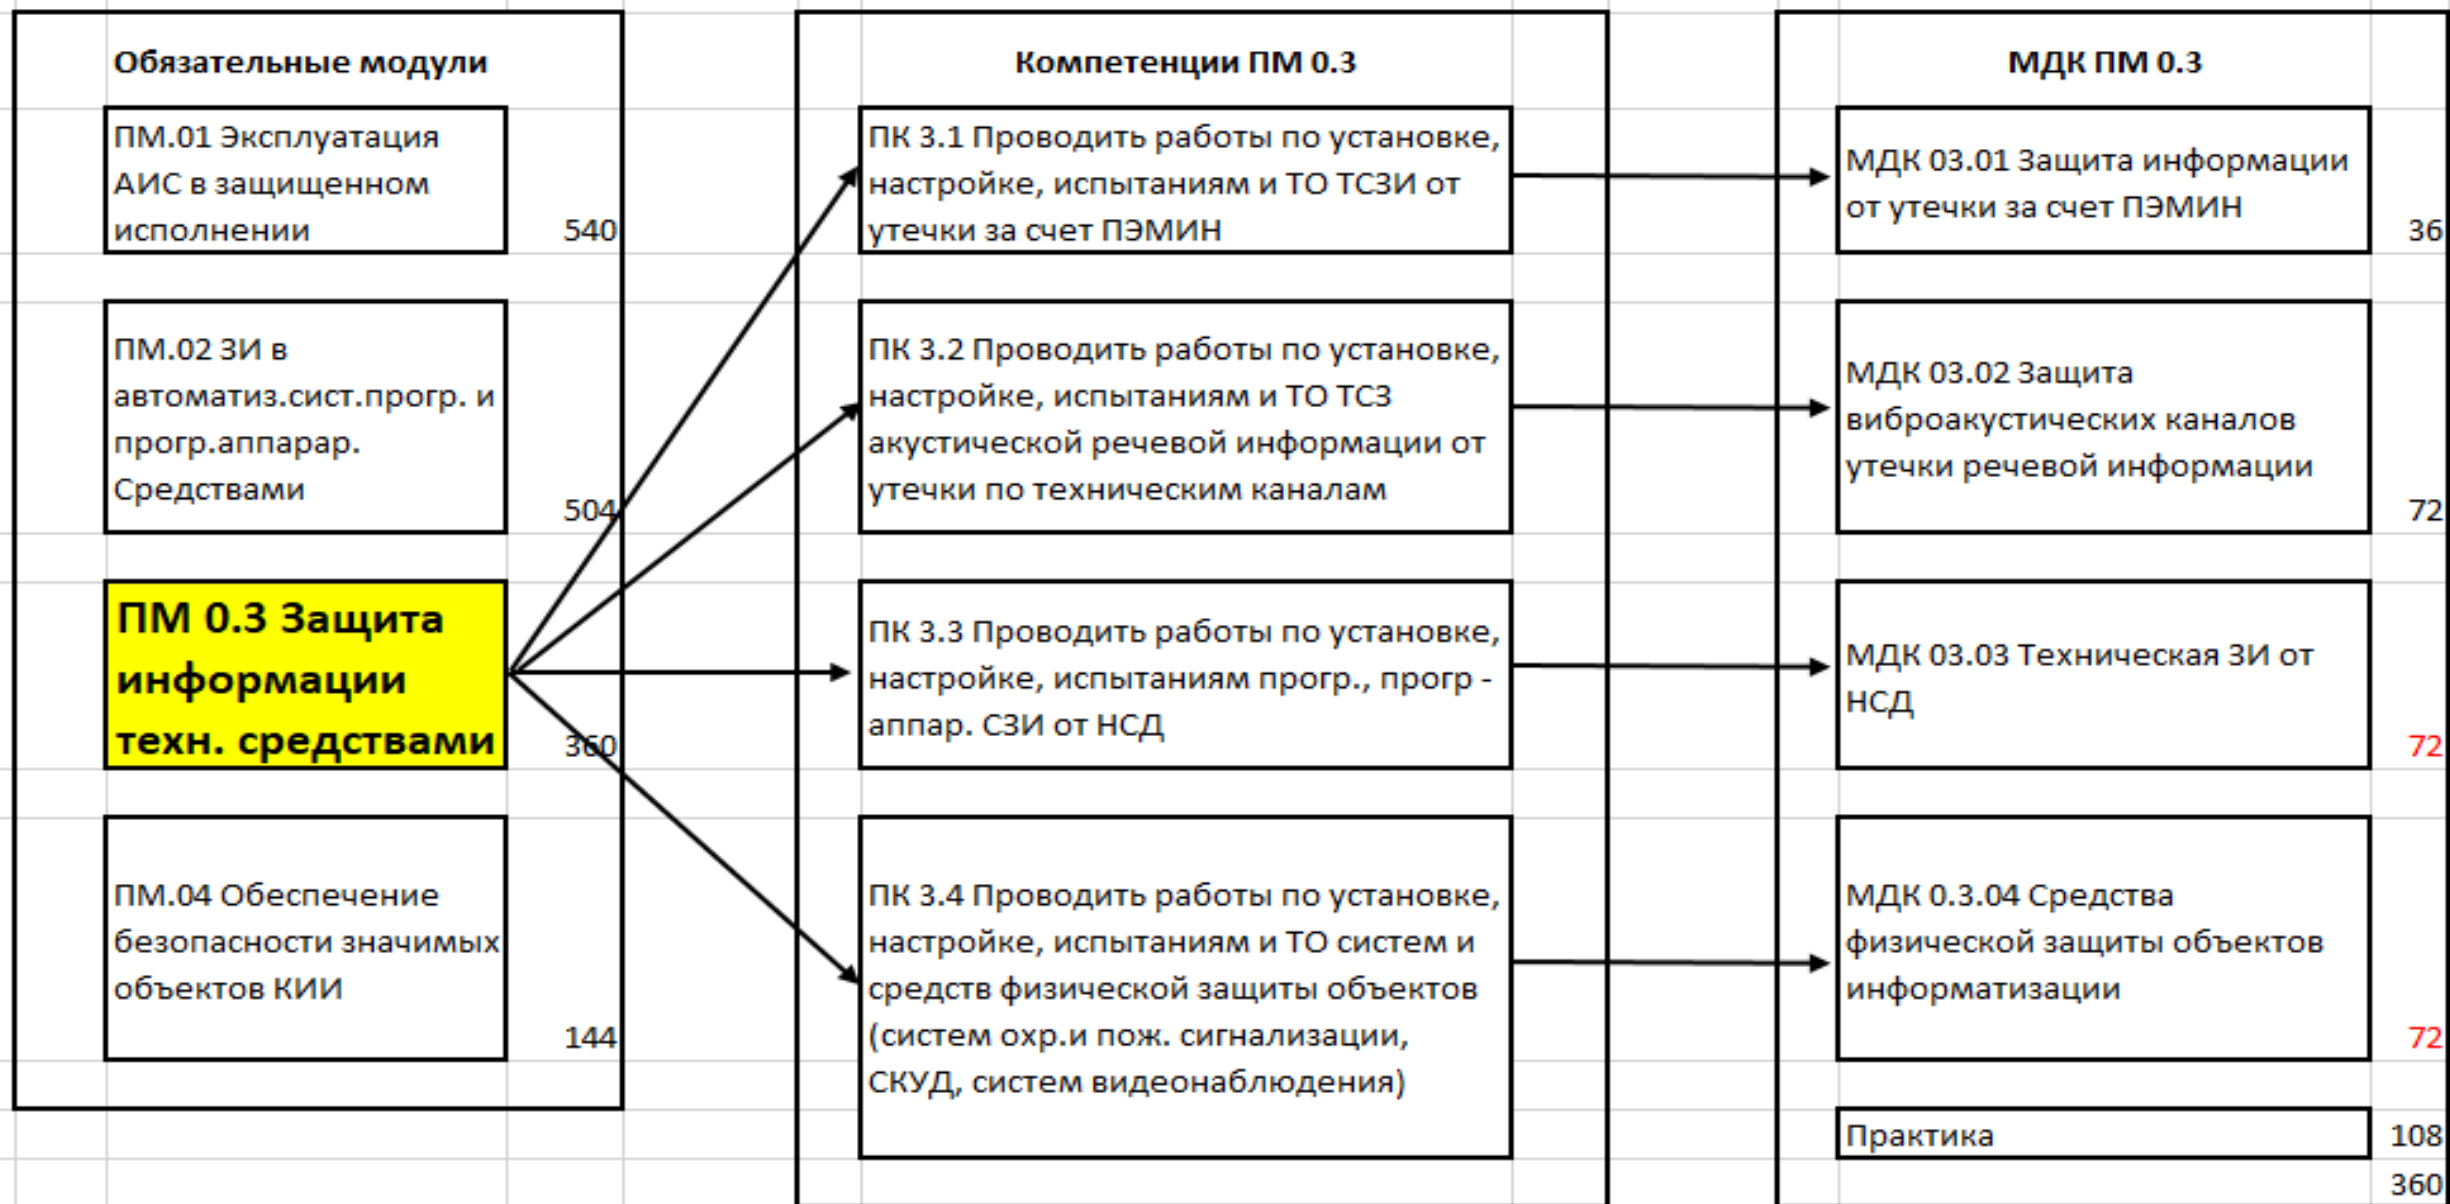 Обязательные модули
ПМ.01 Эксплуатация
АИС в защищенном
исполнении
540
ПМ.02 ЗИ в
автоматиз.сист.прогр. и
прогр.аппарар.
Средствами
504
ПМ 0.3 Защита
информации
техн. средствами
360
ПМ.04 Обеспечение
безопасности значимых
объектов КИИ
144
Компетенции ПМ 0.3
ПК 3.1 Проводить работы по установке,
настройке, испытаниям и ТО ТСЗИ от
утечки за счет ПЭМИН
ПК 3.2 Проводить работы по установке,
настройке, испытаниям и ТО ТСЗ
акустической речевой информации от
утечки по техническим каналам
ПК 3.3 Проводить работы по установке,
настройке, испытаниям прогр., прогр -
аппар. СЗИ от НСД
ПК 3.4 Проводить работы по установке,
настройке, испытаниям и ТО систем и
средств физической защиты объектов
(систем охр.и пож. сигнализации,
СКУД, систем видеонаблюдения)
МДК ПМ 0.3
МДК 03.01 Защита информации
от утечки за счет ПЭМИН
36
МДК 03.02 Защита
виброакустических каналов
утечки речевой информации
72
МДК 03.03 Техническая ЗИ от
НСД
72
МДК 0.3.04 Средства
физической защиты объектов
информатизации
72
Практика
108
360